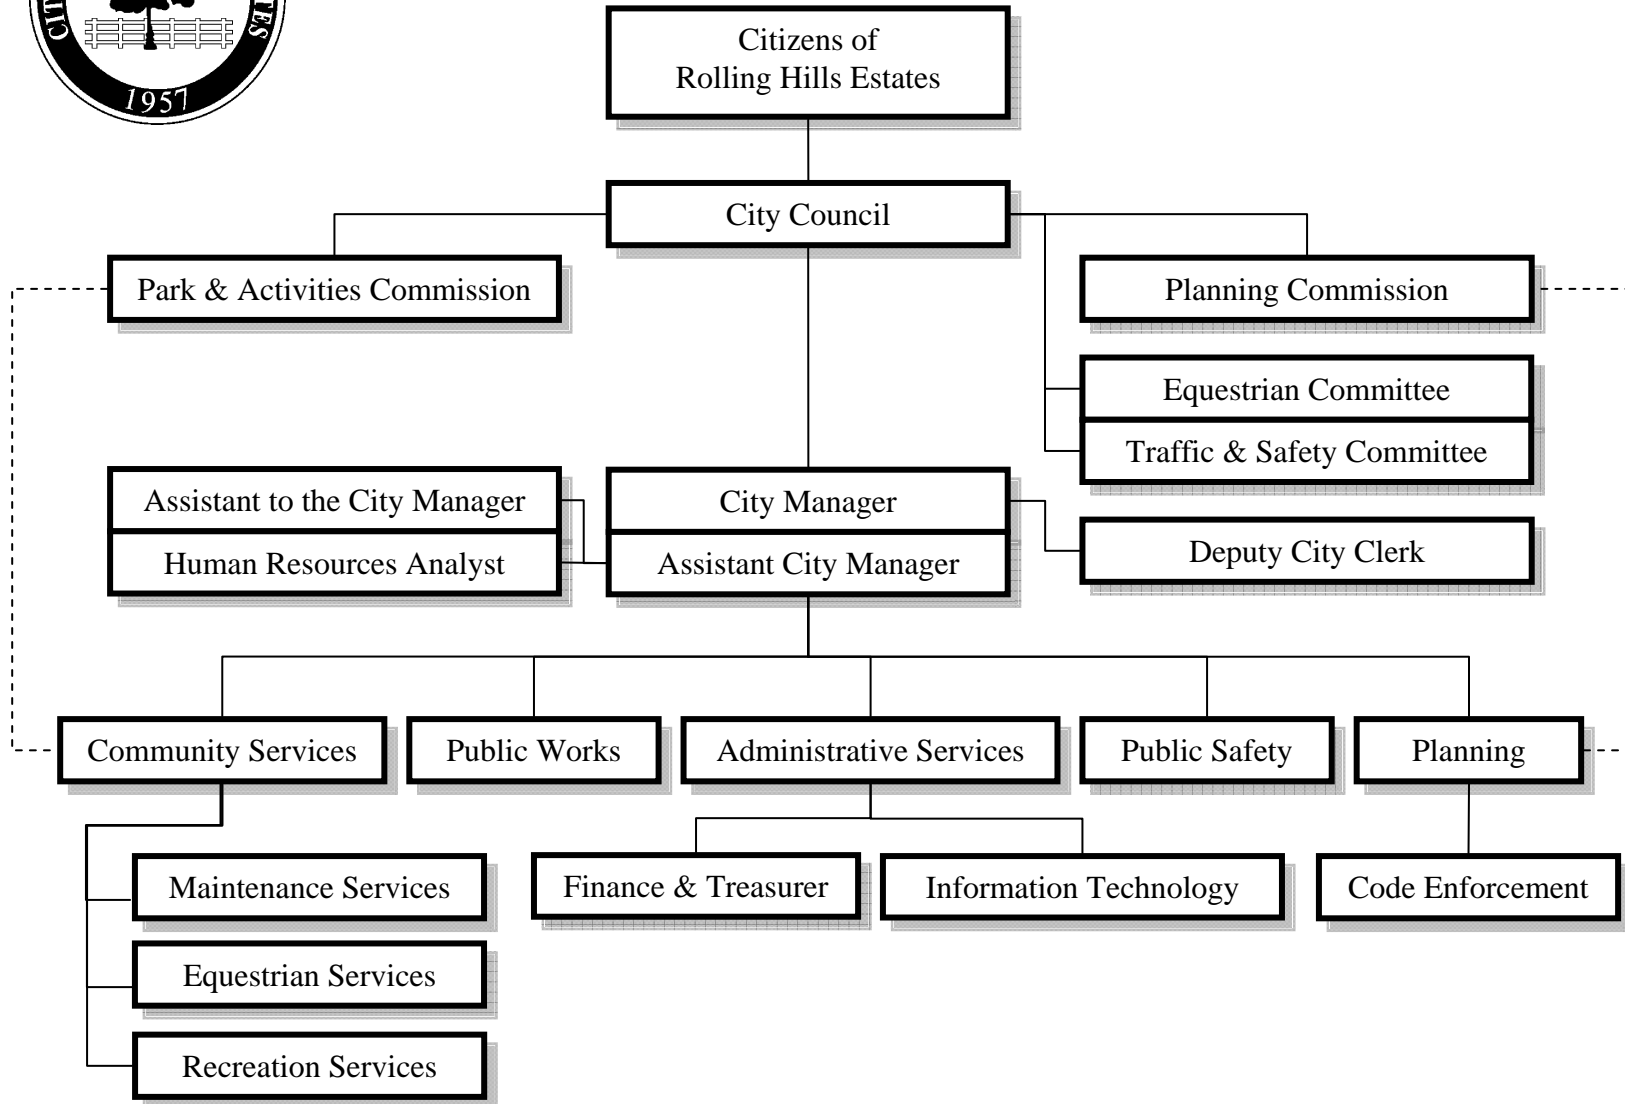 1957
Citizens of
Rolling Hills Estates
City Council
Park & Activities Commission
Planning Commission
Equestrian Committee
Traffic & Safety Committee
Assistant to the City Manager
City Manager
Human Resources Analyst
Assistant City Manager
Deputy City Clerk
Community Services
Public Works
Administrative Services
Public Safety
Planning
Maintenance Services
Finance & Treasurer
Information Technology
Code Enforcement
Equestrian Services
Recreation Services